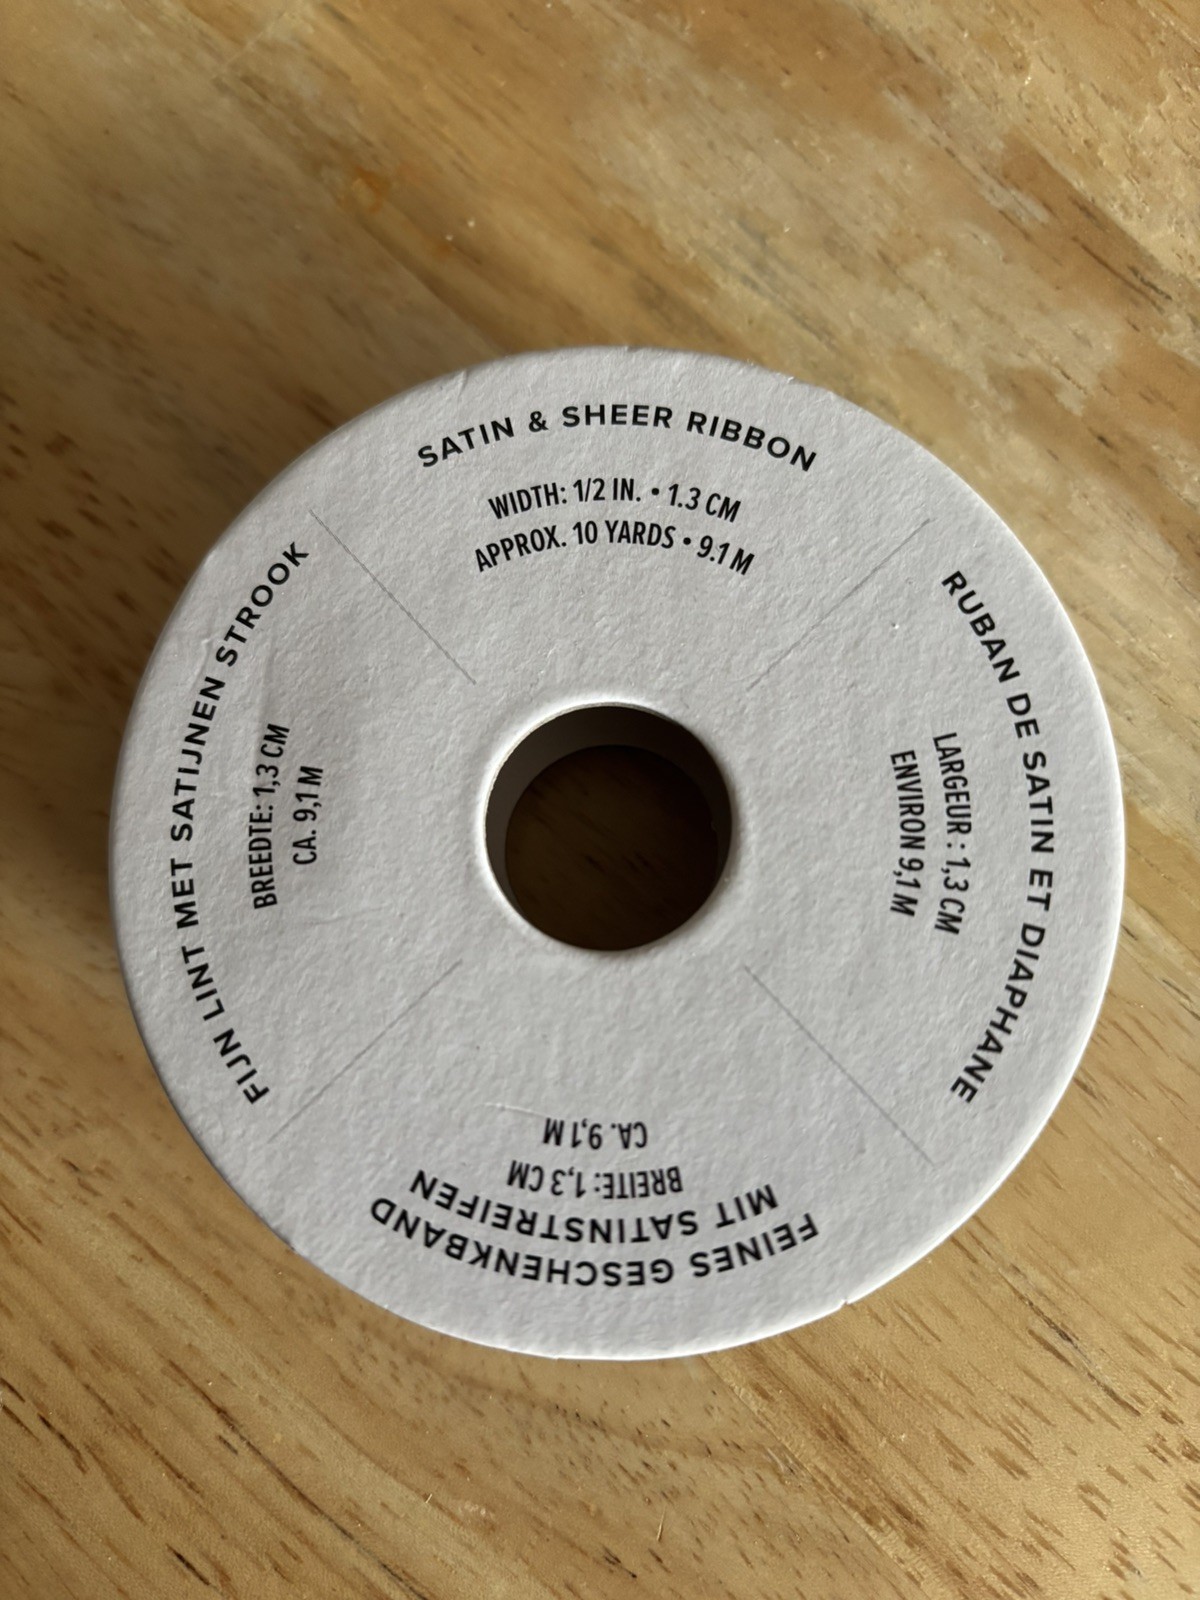 SATIN & SHEER RIBBON
WIDTH: 1/2 IN. • 1.3 CM
APPROX. 10 YARDS • 9.1 M
RUBAN DE SATIN ET DIAPHANE
LARGEUR : 1,3 CM
ENVIRON 9,1 M
FEINES GESCHENKBAND
MIT SATINSTREIFEN
BREITE: 1,3 CM
CA. 9,1 M
FIJN LINT MET SATIJNEN STROOK
BREEDTE: 1,3 CM
CA. 9,1 M